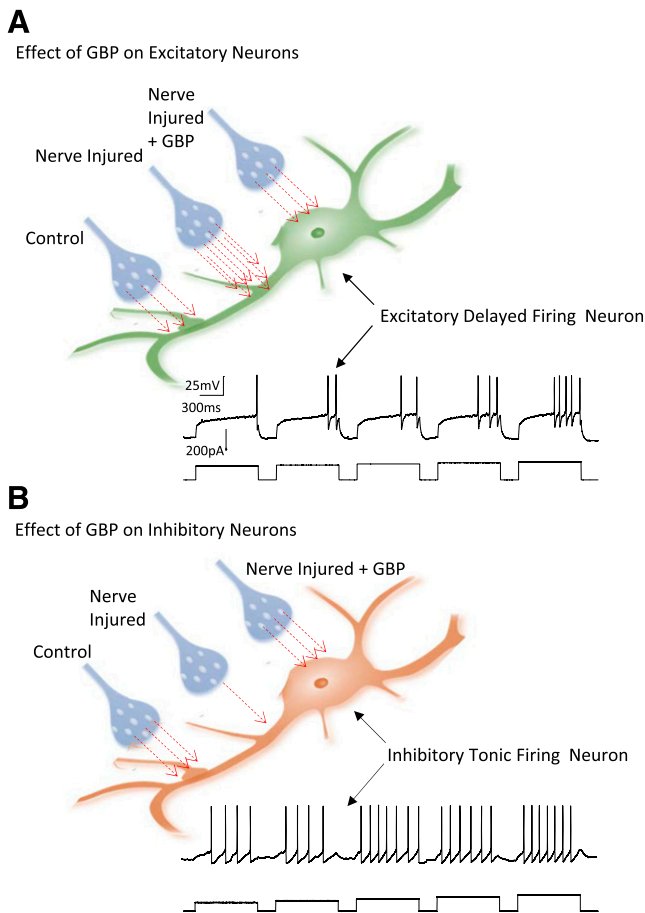 A
Effect of GBP on Excitatory Neurons
Nerve
Injured
+ GBP
Nerve Injured
Control
Excitatory Delayed Firing Neuron
25mV
300ms
200pA
B
Effect of GBP on Inhibitory Neurons
Nerve Injured + GBP
Nerve
Injured
Control
Inhibitory Tonic Firing Neuron